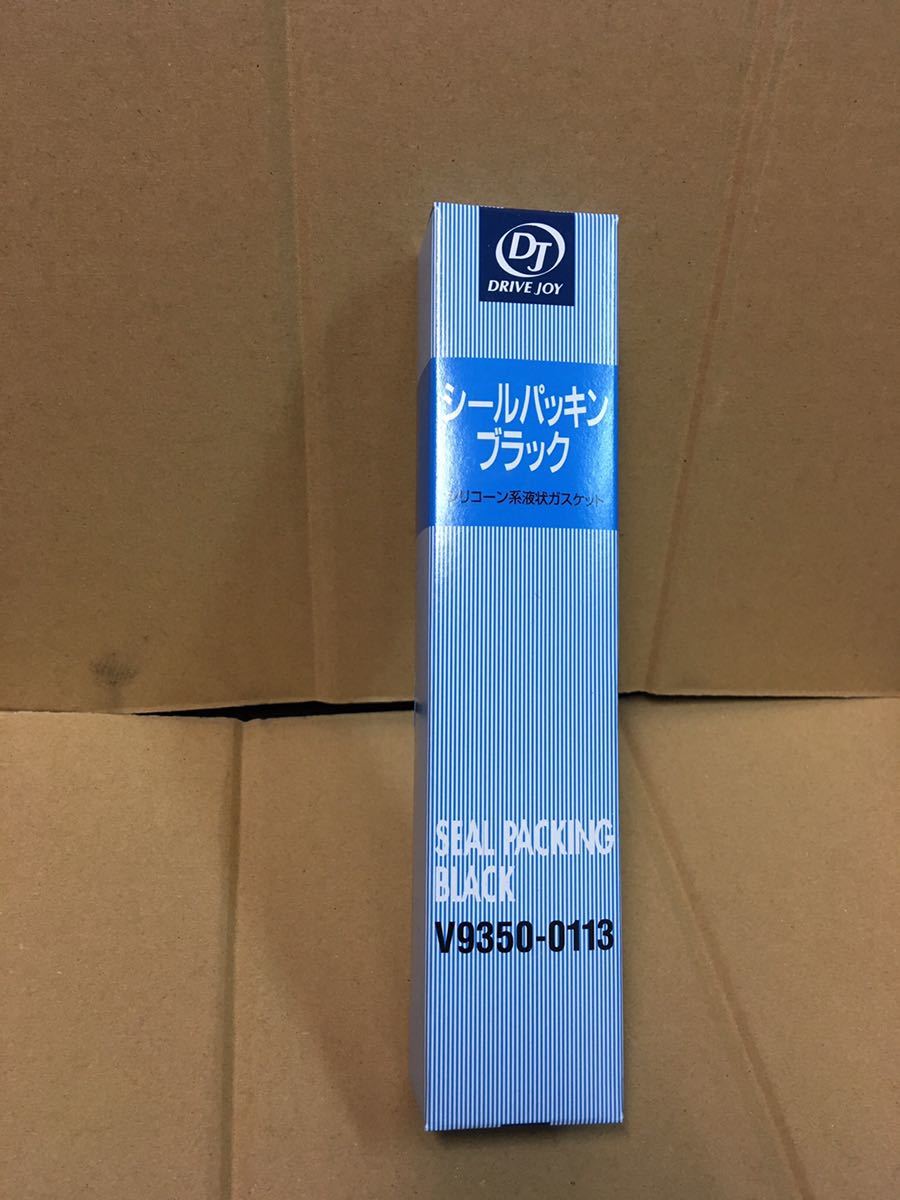 DJ
DRIVE JOY
シールパッキン
ブラック
シリコーン系液状ガスケット
SEAL PACKING
BLACK
V9350-0113